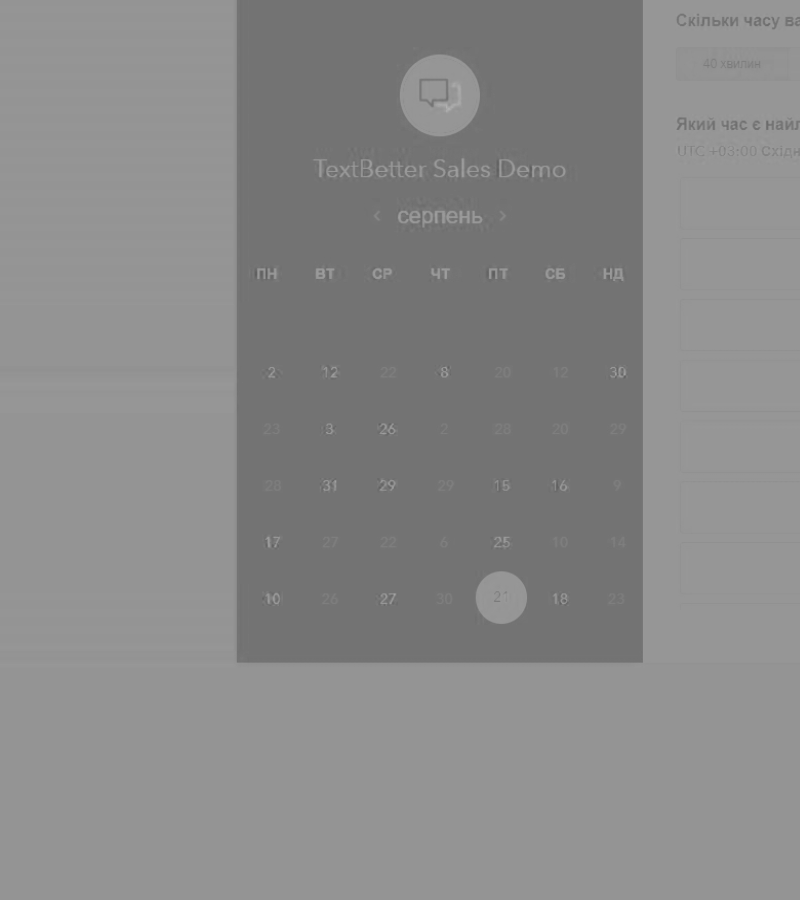 Скільки часу ва
40 хвилин
TextBetter Sales Demo
серпень
Який час є найл
UTC +03:00 Східн
ПН ВТ СР ЧТ ПТ СБ НД
2 12 22 8 20 12 30
23 3 26 2 28 20 29
28 31 29 29 15 16 9
17 27 22 6 25 10 14
10 26 27 30 21 18 23